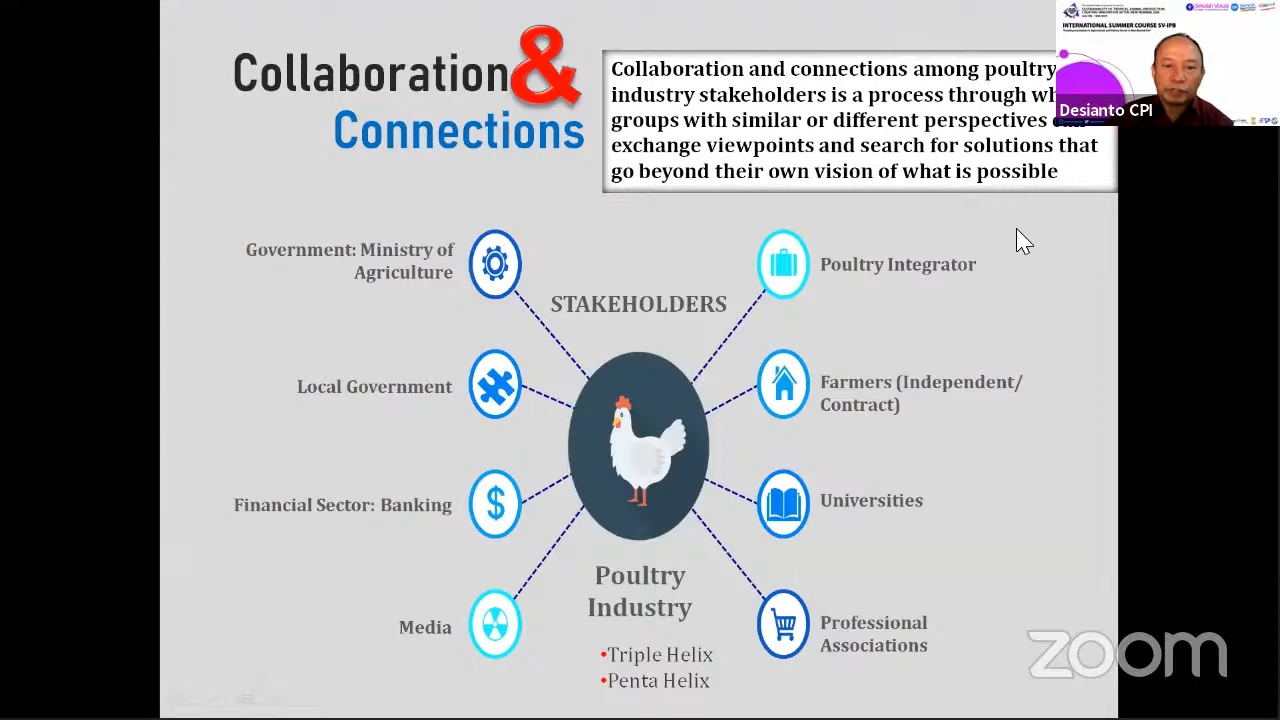 Collaboration&
Connections
Collaboration and connections among poultry
industry stakeholders is a process through
groups with similar or different perspectives
exchange viewpoints and search for solutions that
go beyond their own vision of what is possible
INTERNATIONAL SUMMER COURSE SV-IPB
Desianto CPI
Government: Ministry of
Agriculture
Local Government
Financial Sector: Banking
Media
STAKEHOLDERS
$
Poultry
Industry
•Triple Helix
•Penta Helix
Poultry Integrator
Farmers (Independent/
Contract)
Universities
Professional
Associations
zoom